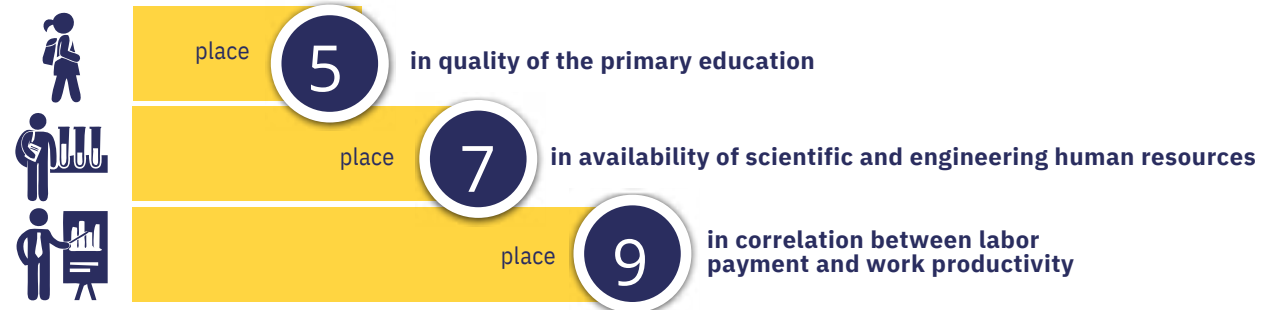 place 5 in quality of the primary education
place 7 in availability of scientific and engineering human resources
place 9 in correlation between labor
payment and work productivity